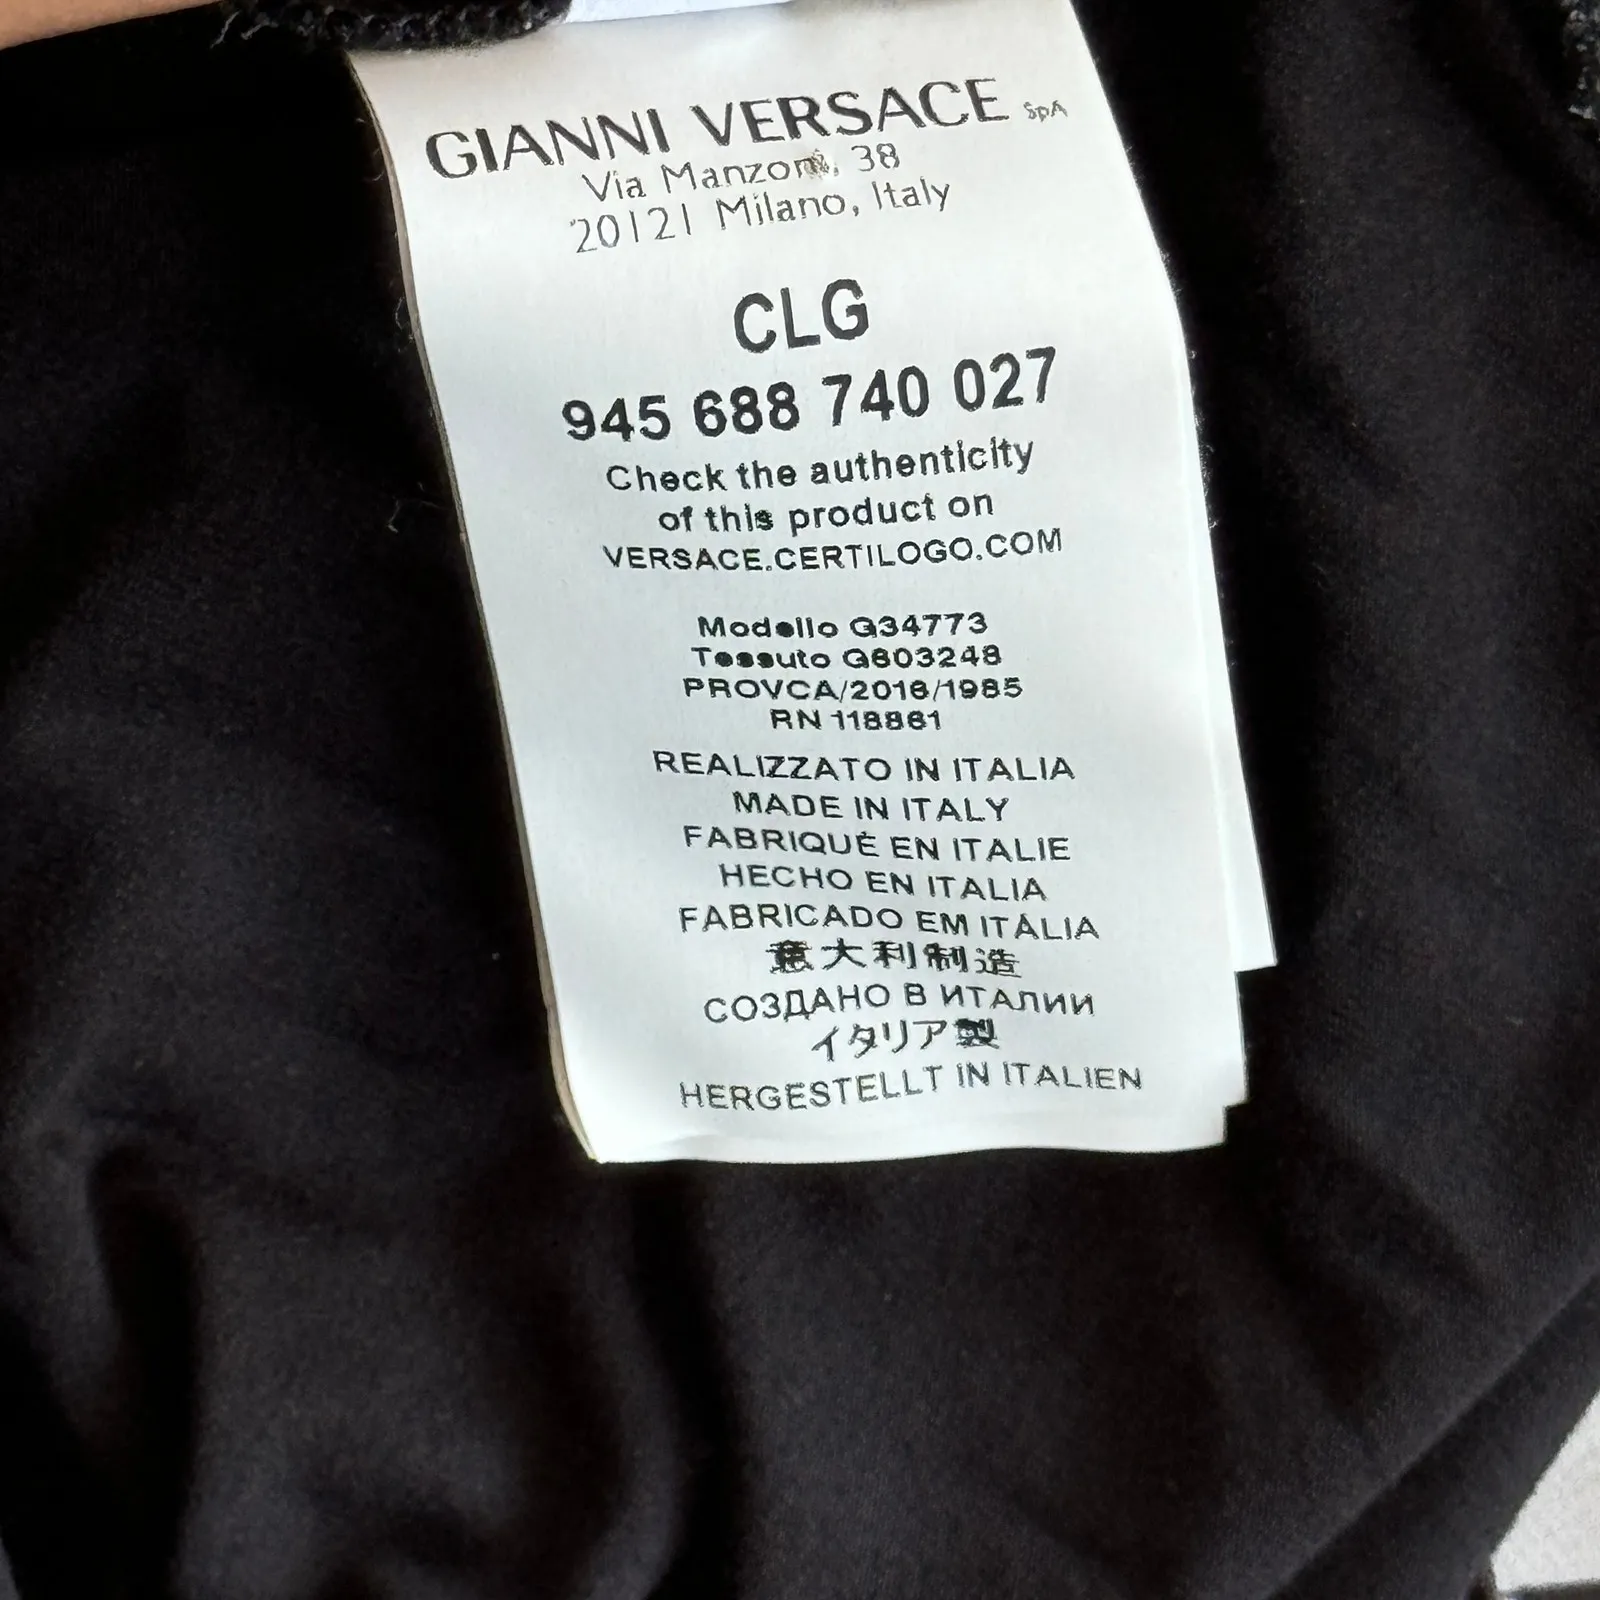 GIANNI VERSACE SpA
Via Manzoni, 38
20121 Milano, Italy
CLG
945 688 740 027
Check the authenticity
of this product on
VERSACE.CERTILOGO.COM
Modello G34773
Tessuto G603248
PROVCA/2016/1985
RN 118861
REALIZZATO IN ITALIA
MADE IN ITALY
FABRIQUÉ EN ITALIE
HECHO EN ITALIA
FABRICADO EM ITÁLIA
意大利制造
СОЗДАНО В ИТАЛИИ
イタリア製
HERGESTELLT IN ITALIEN